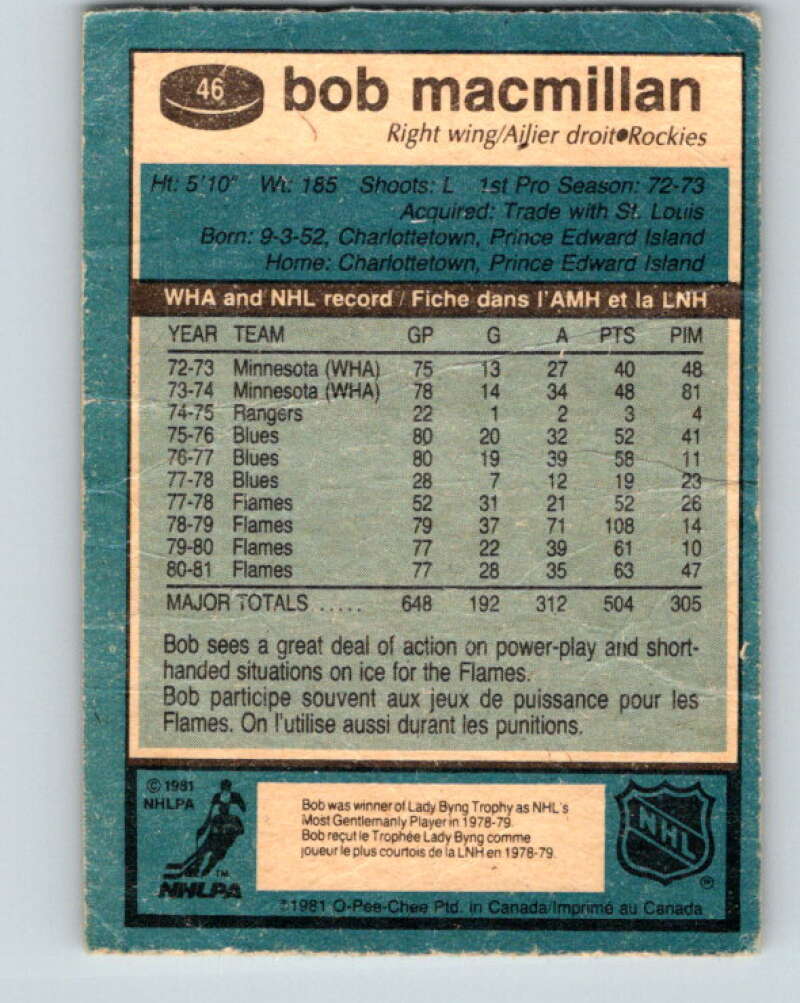 46
bob macmillan
Right wing/Ailier droit•Rockies
Ht: 5'10" Wt: 185 Shoots: L 1st Pro Season: 72-73
Acquired: Trade with St. Louis
Born: 9-3-52, Charlottetown, Prince Edward Island
Home: Charlottetown, Prince Edward Island
WHA and NHL record / Fiche dans l'AMH et la LNH
YEAR TEAM GP G A PTS PIM
72-73 Minnesota (WHA) 75 13 27 40 48
73-74 Minnesota (WHA) 78 14 34 48 81
74-75 Rangers 22 1 2 3 4
75-76 Blues 80 20 32 52 41
76-77 Blues 80 19 39 58 11
77-78 Blues 28 7 12 19 23
77-78 Flames 52 31 21 52 26
78-79 Flames 79 37 71 108 14
79-80 Flames 77 22 39 61 10
80-81 Flames 77 28 35 63 47
MAJOR TOTALS ..... 648 192 312 504 305
Bob sees a great deal of action on power-play and short-
handed situations on ice for the Flames.
Bob participe souvent aux jeux de puissance pour les
Flames. On l'utilise aussi durant les punitions.
© 1981
NHLPA
TM
NHLPA
Bob was winner of Lady Byng Trophy as NHL's
Most Gentlemanly Player in 1978-79.
Bob reçut le Trophée Lady Byng comme
joueur le plus courtois de la LNH en 1978-79.
NHL
®
©1981 O-Pee-Chee Ptd. in Canada/Imprimé au Canada